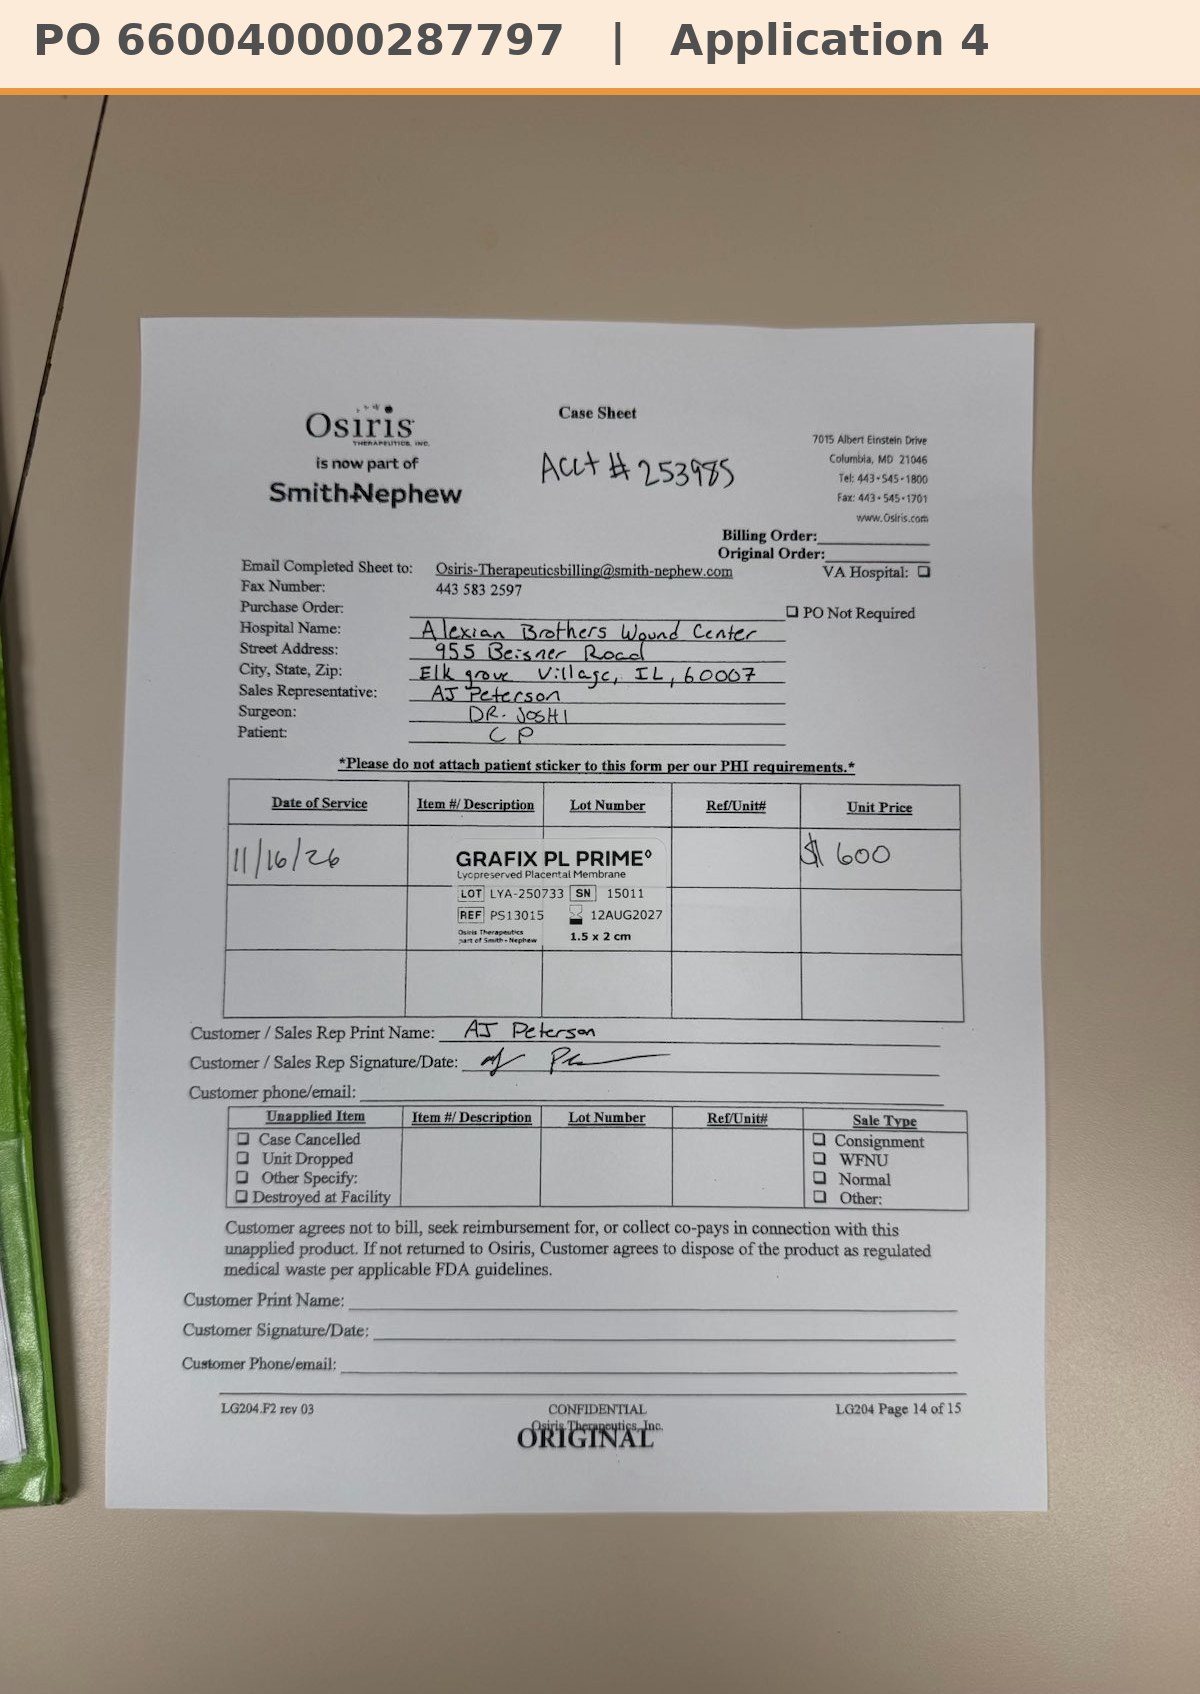 PO 660040000287797 | Application 4
Osiris
THERAPEUTICS, INC.
is now part of
Smith+Nephew
Case Sheet
Acct # 253985
7015 Albert Einstein Drive
Columbia, MD 21046
Tel: 443-545-1800
Fax: 443-545-1701
www.Osiris.com
Billing Order:
Original Order:
Email Completed Sheet to: Osiris-Therapeuticsbilling@smith-nephew.com VA Hospital: ☐
Fax Number: 443 583 2597
Purchase Order: ☐ PO Not Required
Hospital Name: Alexian Brothers Wound Center
Street Address: 955 Beisner Road
City, State, Zip: Elk grove Village, IL, 60007
Sales Representative: AJ Peterson
Surgeon: DR. JOSHI
Patient: C P
*Please do not attach patient sticker to this form per our PHI requirements.*
Date of Service Item #/ Description Lot Number Ref/Unit# Unit Price
11/16/26 $ 600
GRAFIX PL PRIME◊
Lyopreserved Placental Membrane
LOT LYA-250733 SN 15011
REF PS13015 12AUG2027
Osiris Therapeutics
part of Smith+Nephew
1.5 x 2 cm
Customer / Sales Rep Print Name: AJ Peterson
Customer / Sales Rep Signature/Date:
Customer phone/email:
Unapplied Item Item #/ Description Lot Number Ref/Unit# Sale Type
☐ Case Cancelled ☐ Consignment
☐ Unit Dropped ☐ WFNU
☐ Other Specify: ☐ Normal
☐ Destroyed at Facility ☐ Other:
Customer agrees not to bill, seek reimbursement for, or collect co-pays in connection with this
unapplied product. If not returned to Osiris, Customer agrees to dispose of the product as regulated
medical waste per applicable FDA guidelines.
Customer Print Name:
Customer Signature/Date:
Customer Phone/email:
LG204.F2 rev 03 CONFIDENTIAL LG204 Page 14 of 15
Osiris Therapeutics, Inc.
ORIGINAL